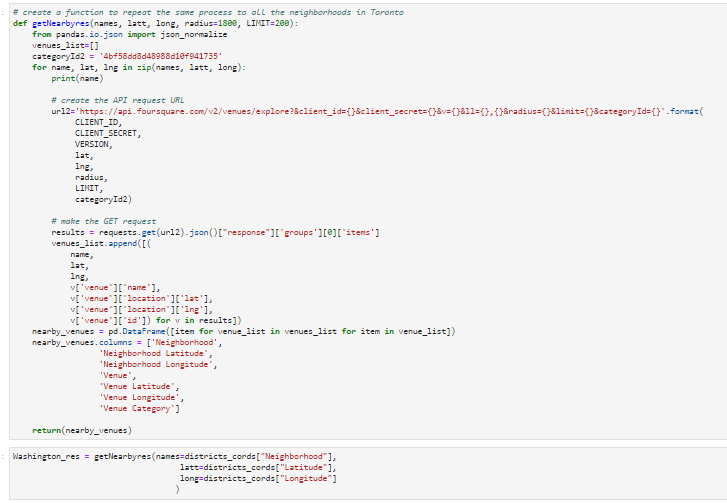 # create a function to repeat the same process to all the neighborhoods in Toronto
def getNearbyres(names, latt, long, radius=1800, LIMIT=200):
    from pandas.io.json import json_normalize
    venues_list=[]
    categoryId2 = '4bf58dd8d48988d10f941735'
    for name, lat, lng in zip(names, latt, long):
        print(name)

        # create the API request URL
        url2='https://api.foursquare.com/v2/venues/explore?&client_id={}&client_secret={}&v={}&ll={},{}&radius={}&limit={}&categoryId={}'.format(
            CLIENT_ID,
            CLIENT_SECRET,
            VERSION,
            lat,
            lng,
            radius,
            LIMIT,
            categoryId2)

        # make the GET request
        results = requests.get(url2).json()["response"]['groups'][0]['items']
        venues_list.append([(
            name,
            lat,
            lng,
            v['venue']['name'],
            v['venue']['location']['lat'],
            v['venue']['location']['lng'],
            v['venue']['id']) for v in results])
    nearby_venues = pd.DataFrame([item for venue_list in venues_list for item in venue_list])
    nearby_venues.columns = ['Neighborhood',
                  'Neighborhood Latitude',
                  'Neighborhood Longitude',
                  'Venue',
                  'Venue Latitude',
                  'Venue Longitude',
                  'Venue Category']

    return(nearby_venues)
Washington_res = getNearbyres(names=districts_cords["Neighborhood"],
                                   latt=districts_cords["Latitude"],
                                   long=districts_cords["Longitude"]
                                  )